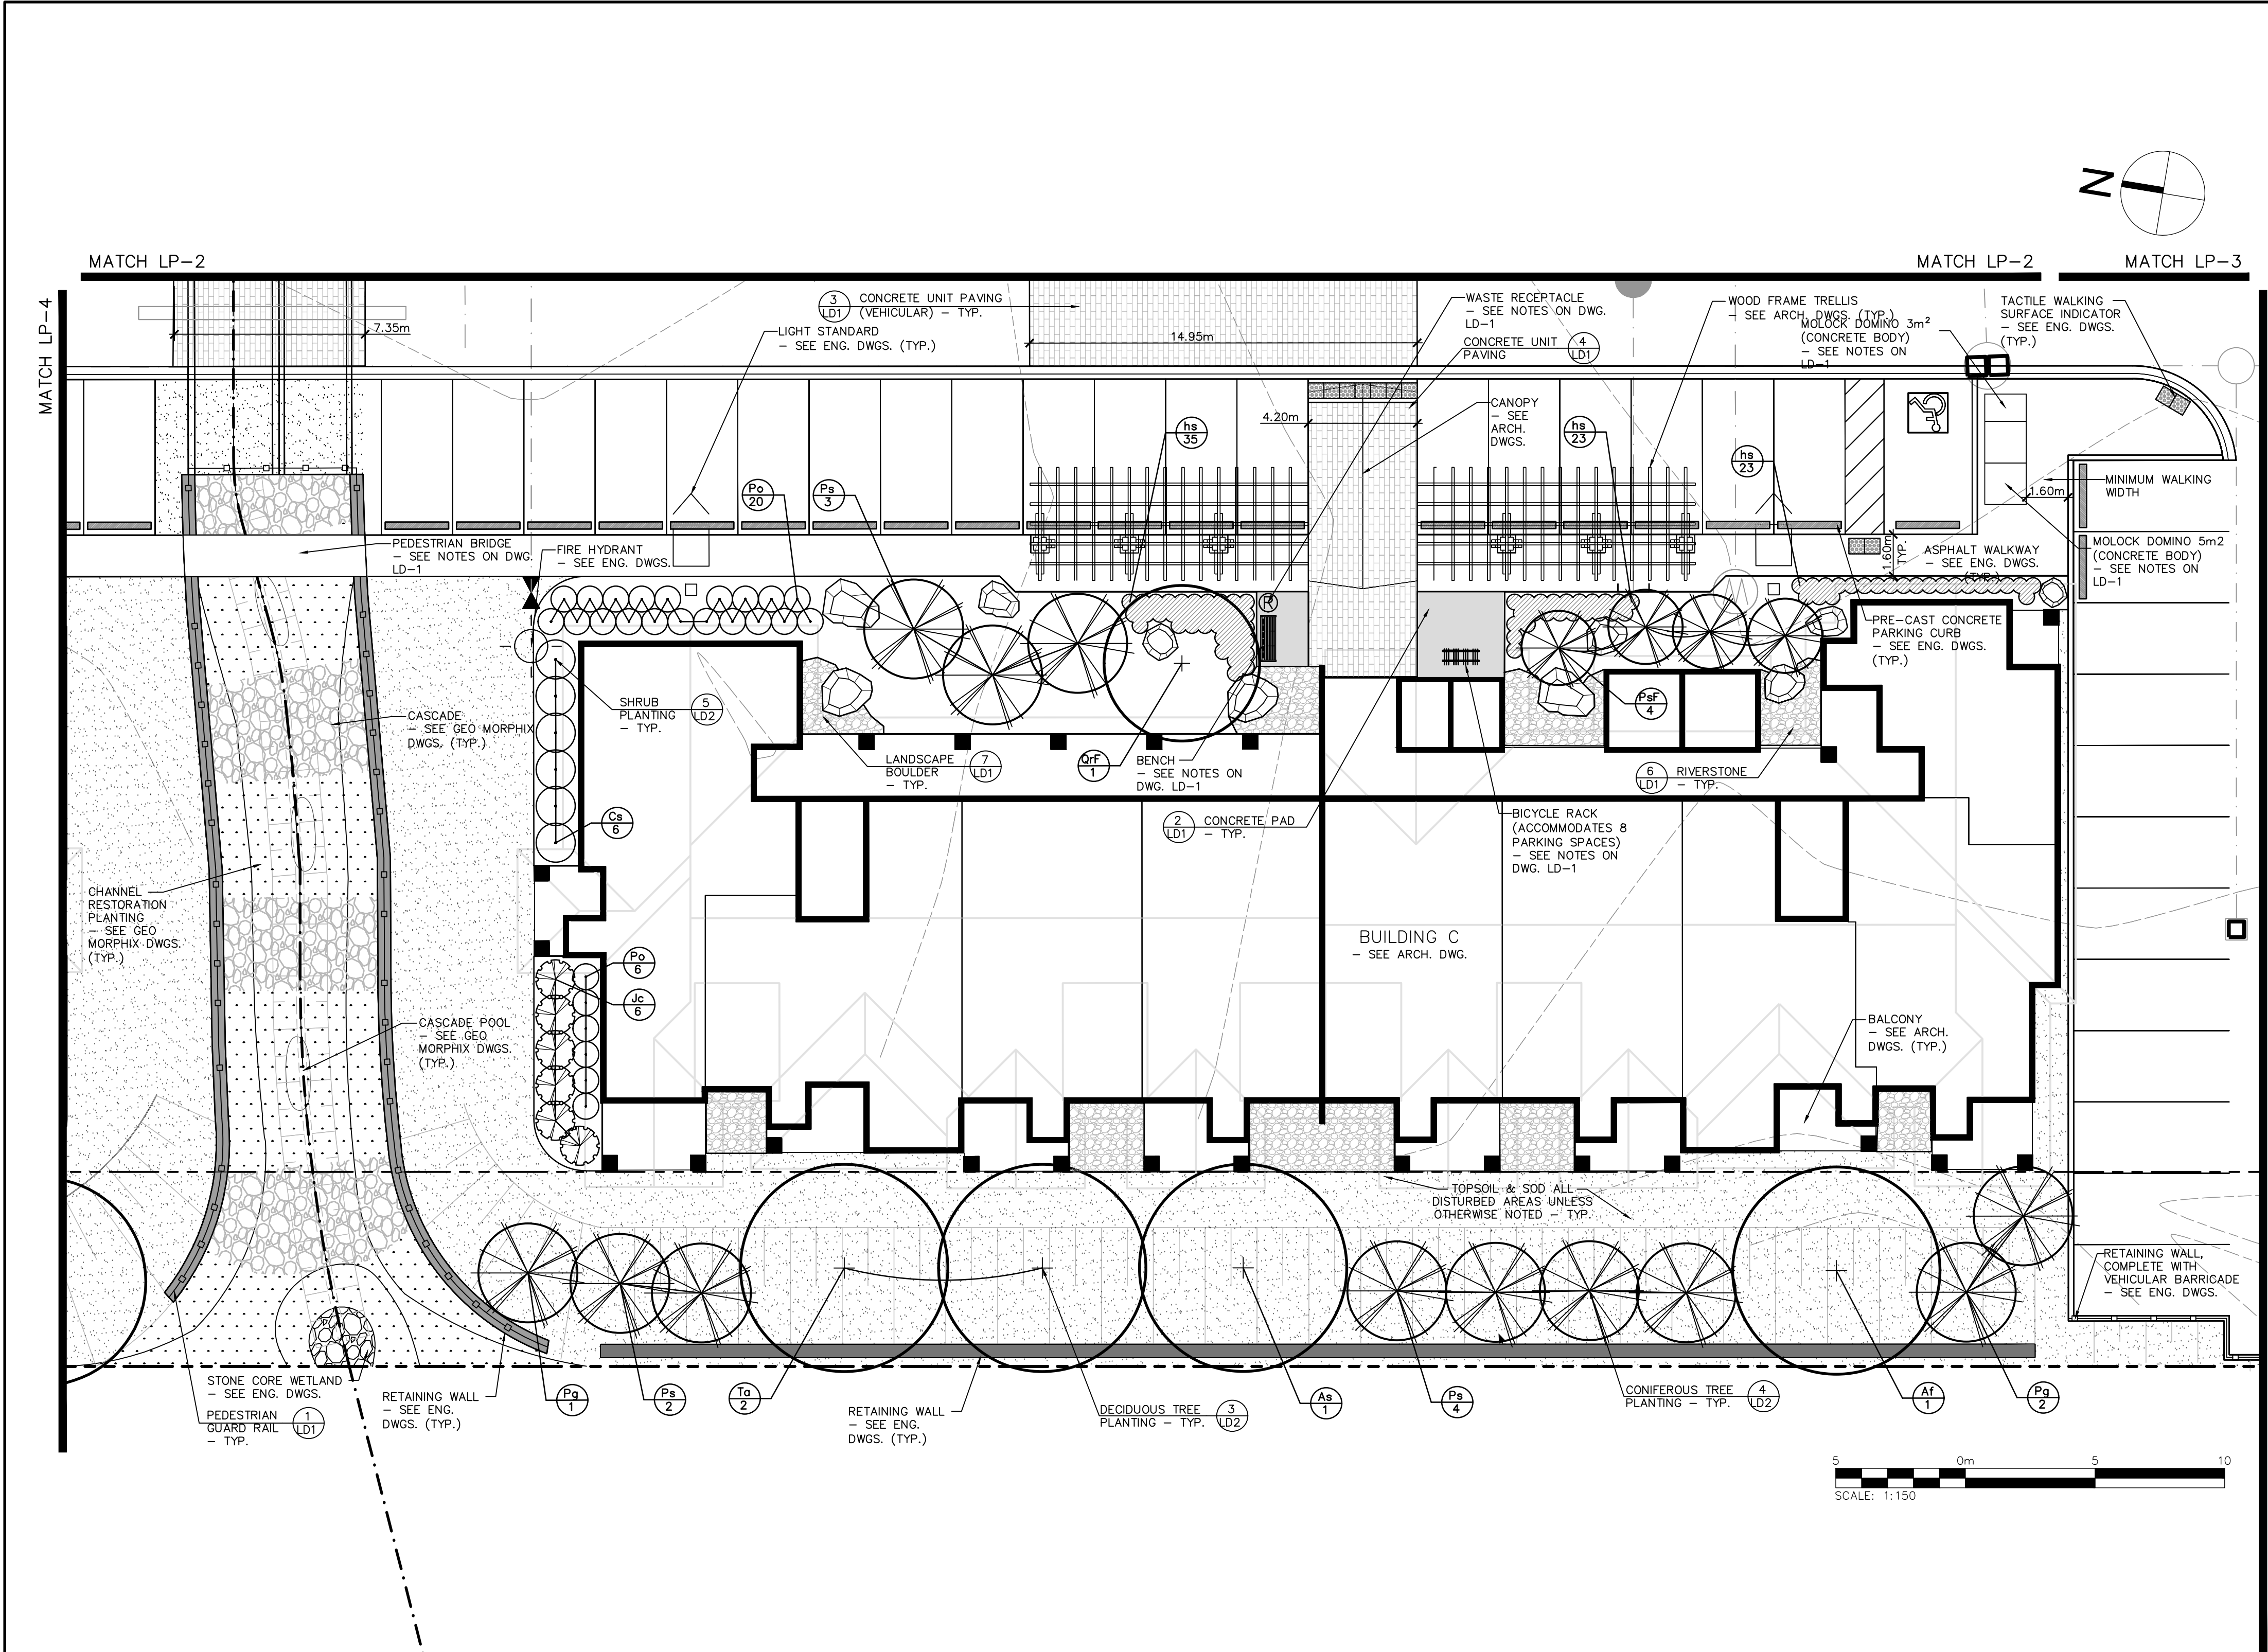 N
MATCH LP-2
MATCH LP-2
MATCH LP-3
MATCH LP-4
7.35m
3
LD1
CONCRETE UNIT PAVING
(VEHICULAR) - TYP.
LIGHT STANDARD
- SEE ENG. DWGS. (TYP.)
14.95m
WASTE RECEPTACLE
- SEE NOTES ON DWG.
LD-1
CONCRETE UNIT
PAVING
4
LD1
WOOD FRAME TRELLIS
- SEE ARCH. DWGS. (TYP.)
MOLOCK DOMINO 3m²
(CONCRETE BODY)
- SEE NOTES ON
LD-1
TACTILE WALKING
SURFACE INDICATOR
- SEE ENG. DWGS.
(TYP.)
4.20m
CANOPY
- SEE
ARCH.
DWGS.
hs
35
hs
23
hs
23
Po
20
Ps
3
MINIMUM WALKING
WIDTH
1.60m
1.60m
TYP.
PEDESTRIAN BRIDGE
- SEE NOTES ON DWG.
LD-1
FIRE HYDRANT
- SEE ENG. DWGS.
ASPHALT WALKWAY
- SEE ENG. DWGS.
(TYP.)
MOLOCK DOMINO 5m2
(CONCRETE BODY)
- SEE NOTES ON
LD-1
R
W
PRE-CAST CONCRETE
PARKING CURB
- SEE ENG. DWGS.
(TYP.)
SHRUB
PLANTING
- TYP.
5
LD2
CASCADE
- SEE GEO MORPHIX
DWGS. (TYP.)
PsF
4
LANDSCAPE
BOULDER
- TYP.
7
LD1
QrF
1
BENCH
- SEE NOTES ON
DWG. LD-1
6
LD1
RIVERSTONE
- TYP.
Cs
6
2
LD1
CONCRETE PAD
- TYP.
BICYCLE RACK
(ACCOMMODATES 8
PARKING SPACES)
- SEE NOTES ON
DWG. LD-1
CHANNEL
RESTORATION
PLANTING
- SEE GEO
MORPHIX DWGS.
(TYP.)
BUILDING C
- SEE ARCH. DWG.
Po
6
Jc
6
CASCADE POOL
- SEE GEO
MORPHIX DWGS.
(TYP.)
BALCONY
- SEE ARCH.
DWGS. (TYP.)
TOPSOIL & SOD ALL
DISTURBED AREAS UNLESS
OTHERWISE NOTED - TYP.
RETAINING WALL,
COMPLETE WITH
VEHICULAR BARRICADE
- SEE ENG. DWGS.
STONE CORE WETLAND
- SEE ENG. DWGS.
PEDESTRIAN
GUARD RAIL
- TYP.
1
LD1
RETAINING WALL
- SEE ENG.
DWGS. (TYP.)
Pg
1
Ps
2
Ta
2
RETAINING WALL
- SEE ENG.
DWGS. (TYP.)
DECIDUOUS TREE
PLANTING - TYP.
3
LD2
As
1
Ps
4
CONIFEROUS TREE
PLANTING - TYP.
4
LD2
Af
1
Pg
2
5 0m 5 10
SCALE: 1:150